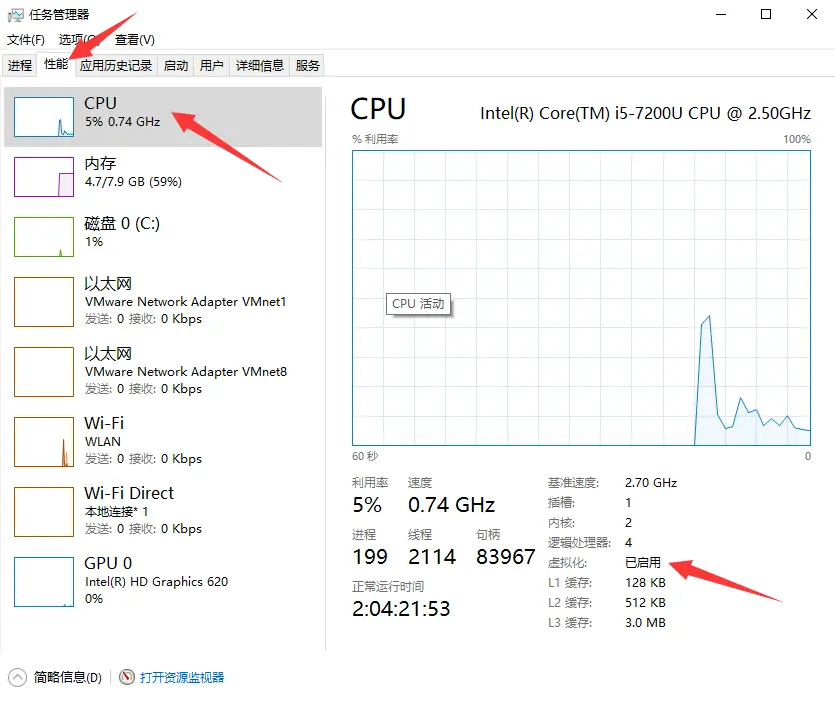 任务管理器
文件(F) 选项(O) 查看(V)
进程 性能 应用历史记录 启动 用户 详细信息 服务
CPU
5% 0.74 GHz
内存
4.7/7.9 GB (59%)
磁盘 0 (C:)
1%
以太网
VMware Network Adapter VMnet1
发送: 0 接收: 0 Kbps
以太网
VMware Network Adapter VMnet8
发送: 0 接收: 0 Kbps
Wi-Fi
WLAN
发送: 0 接收: 0 Kbps
Wi-Fi Direct
本地连接* 1
发送: 0 接收: 0 Kbps
GPU 0
Intel(R) HD Graphics 620
0%
CPU Intel(R) Core(TM) i5-7200U CPU @ 2.50GHz
% 利用率 100%
CPU 活动
60 秒 0
利用率 速度
5% 0.74 GHz
进程 线程 句柄
199 2114 83967
正常运行时间
2:04:21:53
基准速度: 2.70 GHz
插槽: 1
内核: 2
逻辑处理器: 4
虚拟化: 已启用
L1 缓存: 128 KB
L2 缓存: 512 KB
L3 缓存: 3.0 MB
简略信息(D) 打开资源监视器